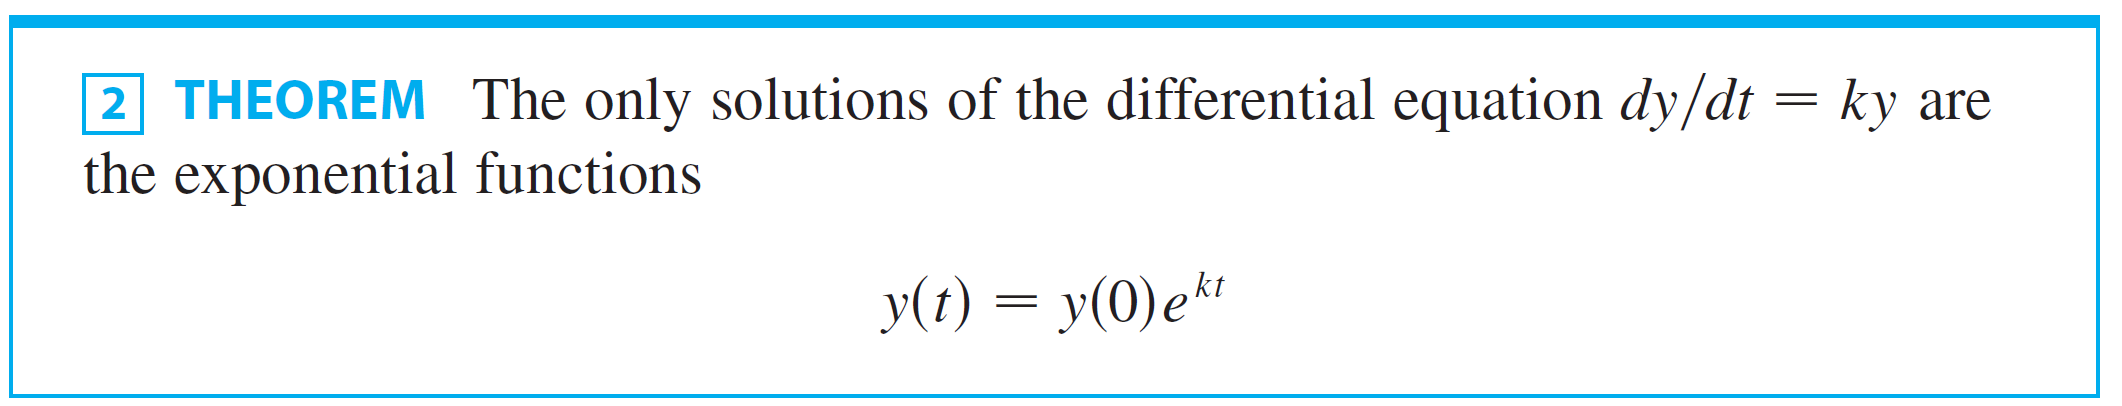 2 THEOREM The only solutions of the differential equation dy/dt = ky are
the exponential functions
y(t) = y(0)e^{kt}